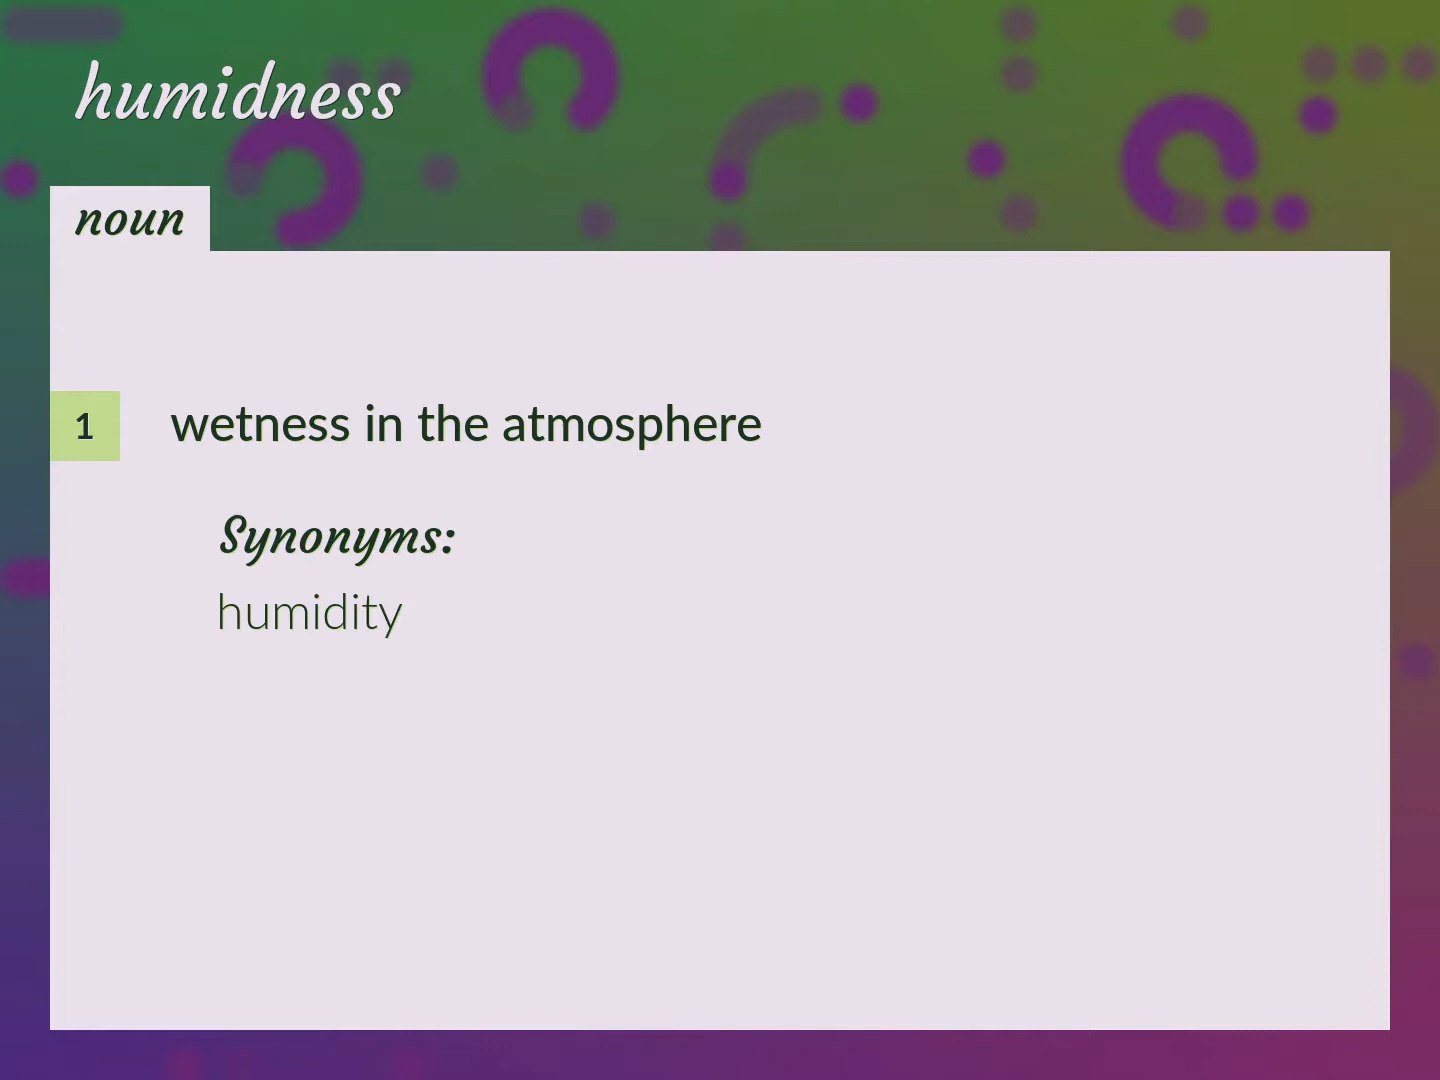 humidness
noun
1 wetness in the atmosphere
Synonyms:
humidity